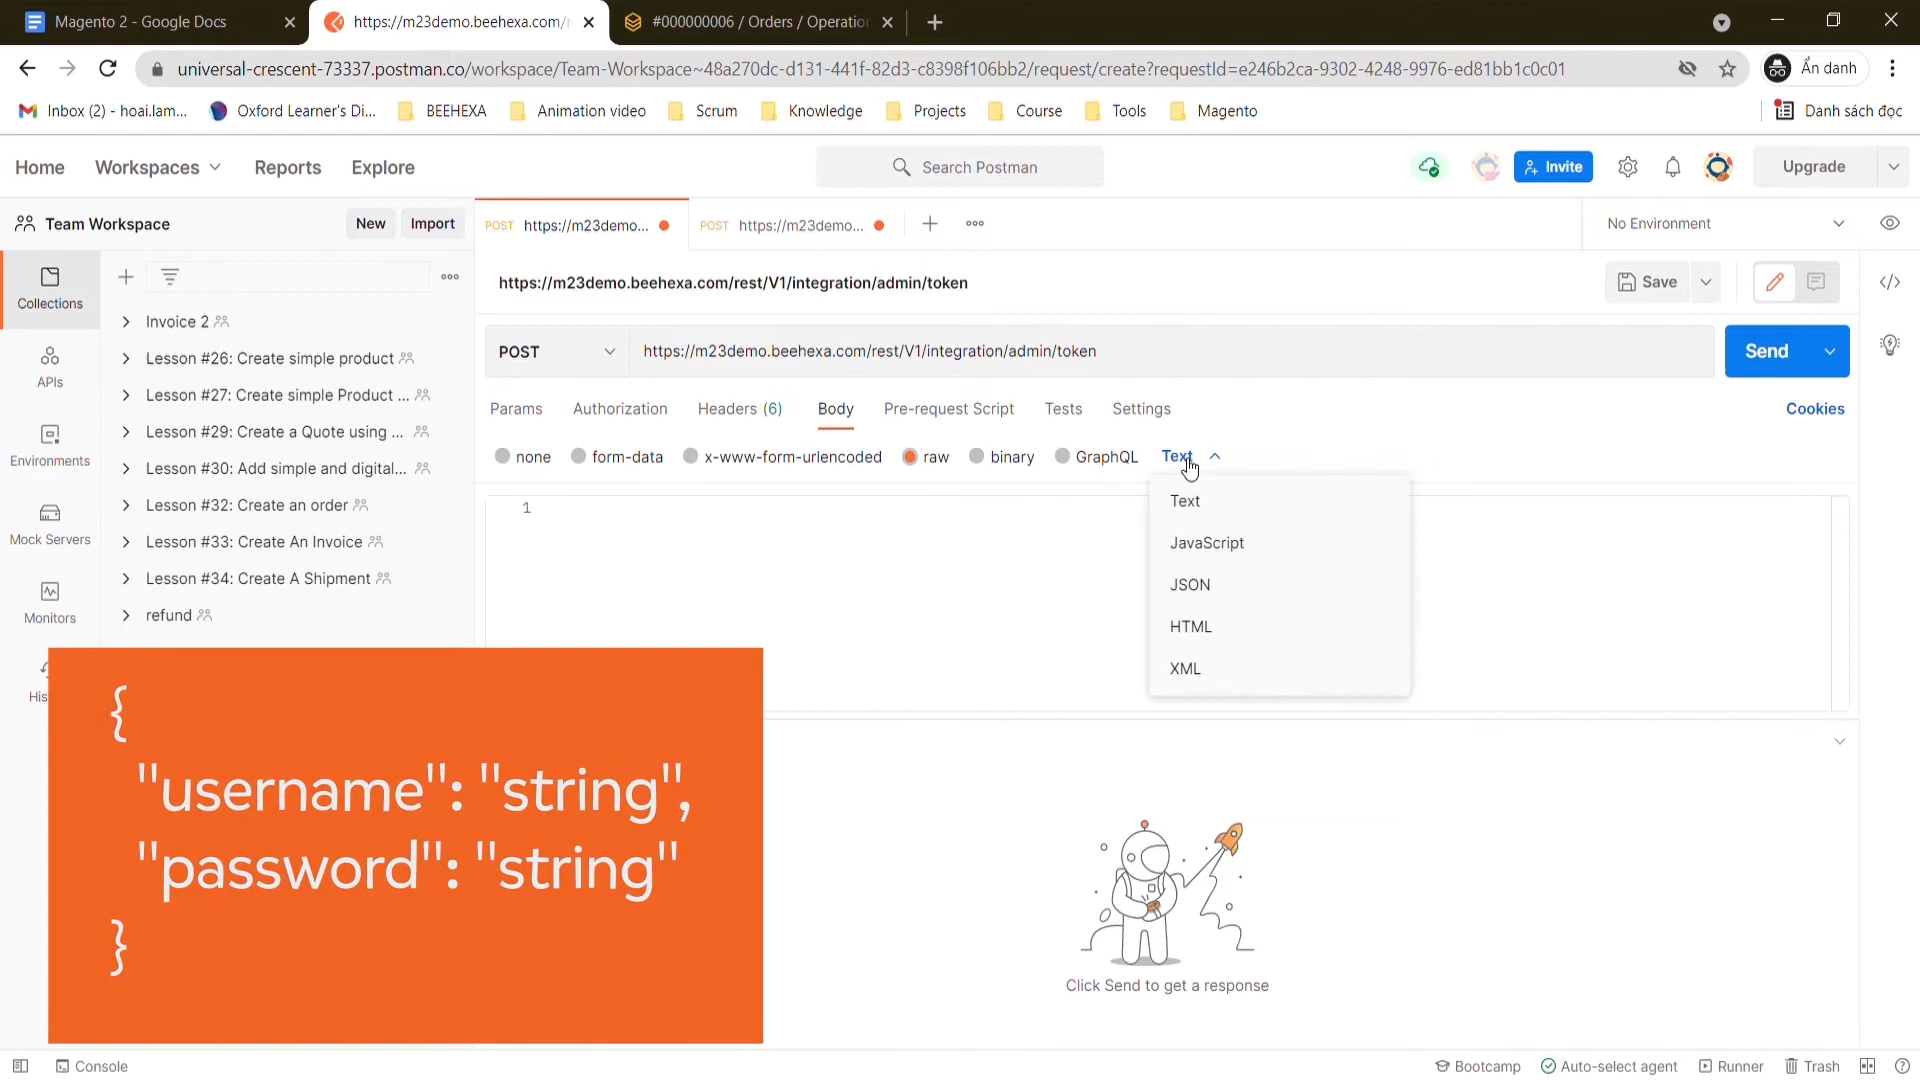 Magento 2 - Google Docs
https://m23demo.beehexa.com/r
#000000006 / Orders / Operation
universal-crescent-73337.postman.co/workspace/Team-Workspace~48a270dc-d131-441f-82d3-c8398f106bb2/request/create?requestId=e246b2ca-9302-4248-9976-ed81bb1c0c01
Ẩn danh
Inbox (2) - hoai.lam...
Oxford Learner's Di...
BEEHEXA
Animation video
Scrum
Knowledge
Projects
Course
Tools
Magento
Danh sách đọc
Home
Workspaces
Reports
Explore
Search Postman
Invite
Upgrade
Team Workspace
New
Import
POST https://m23demo...
POST https://m23demo...
No Environment
Collections
APIs
Environments
Mock Servers
Monitors
His
Invoice 2
Lesson #26: Create simple product
Lesson #27: Create simple Product ...
Lesson #29: Create a Quote using ...
Lesson #30: Add simple and digital...
Lesson #32: Create an order
Lesson #33: Create An Invoice
Lesson #34: Create A Shipment
refund
https://m23demo.beehexa.com/rest/V1/integration/admin/token
Save
POST
https://m23demo.beehexa.com/rest/V1/integration/admin/token
Send
Params
Authorization
Headers (6)
Body
Pre-request Script
Tests
Settings
Cookies
none
form-data
x-www-form-urlencoded
raw
binary
GraphQL
Text
1
Text
JavaScript
JSON
HTML
XML
{
"username": "string",
"password": "string"
}
Click Send to get a response
Console
Bootcamp
Auto-select agent
Runner
Trash